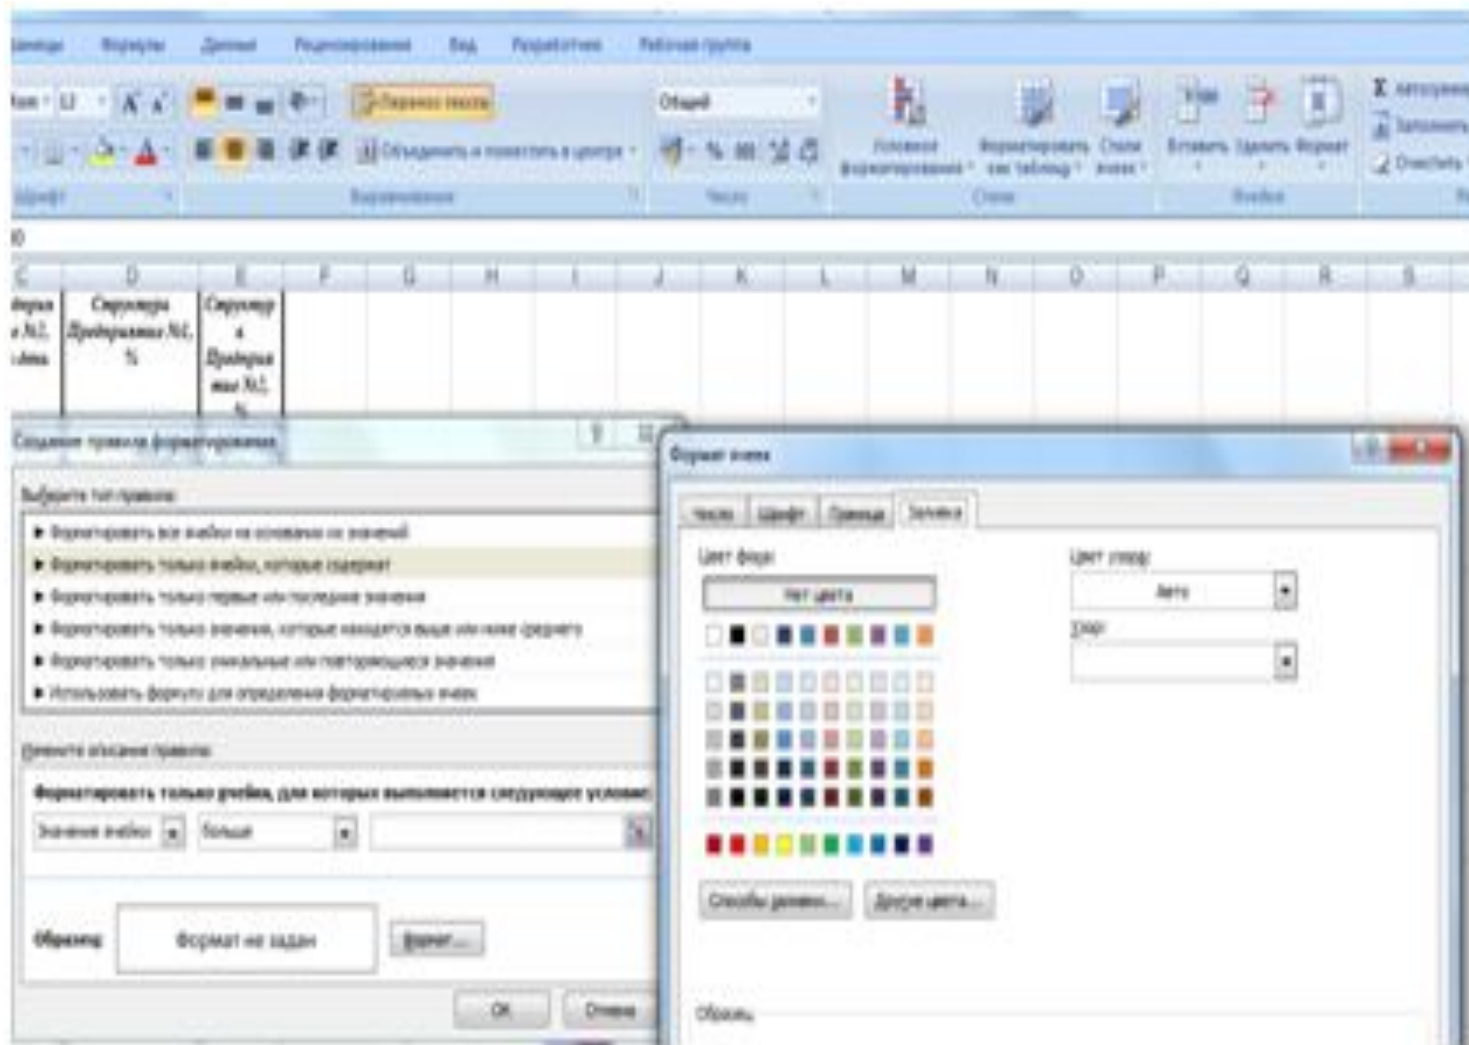 Формулы Данные Рецензирование Вид Разработчик Рабочая группа
12 Перенос текста Общий
Условное форматирование Форматировать как таблицу Стили ячеек
Вставить Удалить Формат
Заполнить
Очистить
Объединить и поместить в центре
Шрифт Выравнивание Число Стили Ячейки
C D E F G H I J K L M N O P Q R S
Структура Предприятие №1, %
Структур
а
Предприя
тие №2,
%
Создание правила форматирования
Выберите тип правила:
Форматировать все ячейки на основании их значений
Форматировать только ячейки, которые содержат
Форматировать только первые или последние значения
Форматировать только значения, которые находятся выше или ниже среднего
Форматировать только уникальные или повторяющиеся значения
Использовать формулу для определения форматируемых ячеек
Измените описание правила:
Форматировать только ячейки, для которых выполняется следующее условие:
Значение ячейки больше
Образец: Формат не задан Формат...
ОК Отмена
Формат ячеек
Число Шрифт Граница Заливка
Цвет фона:
Нет цвета
Цвет узора:
Авто
Узор:
Способы заливки... Другие цвета...
Образец